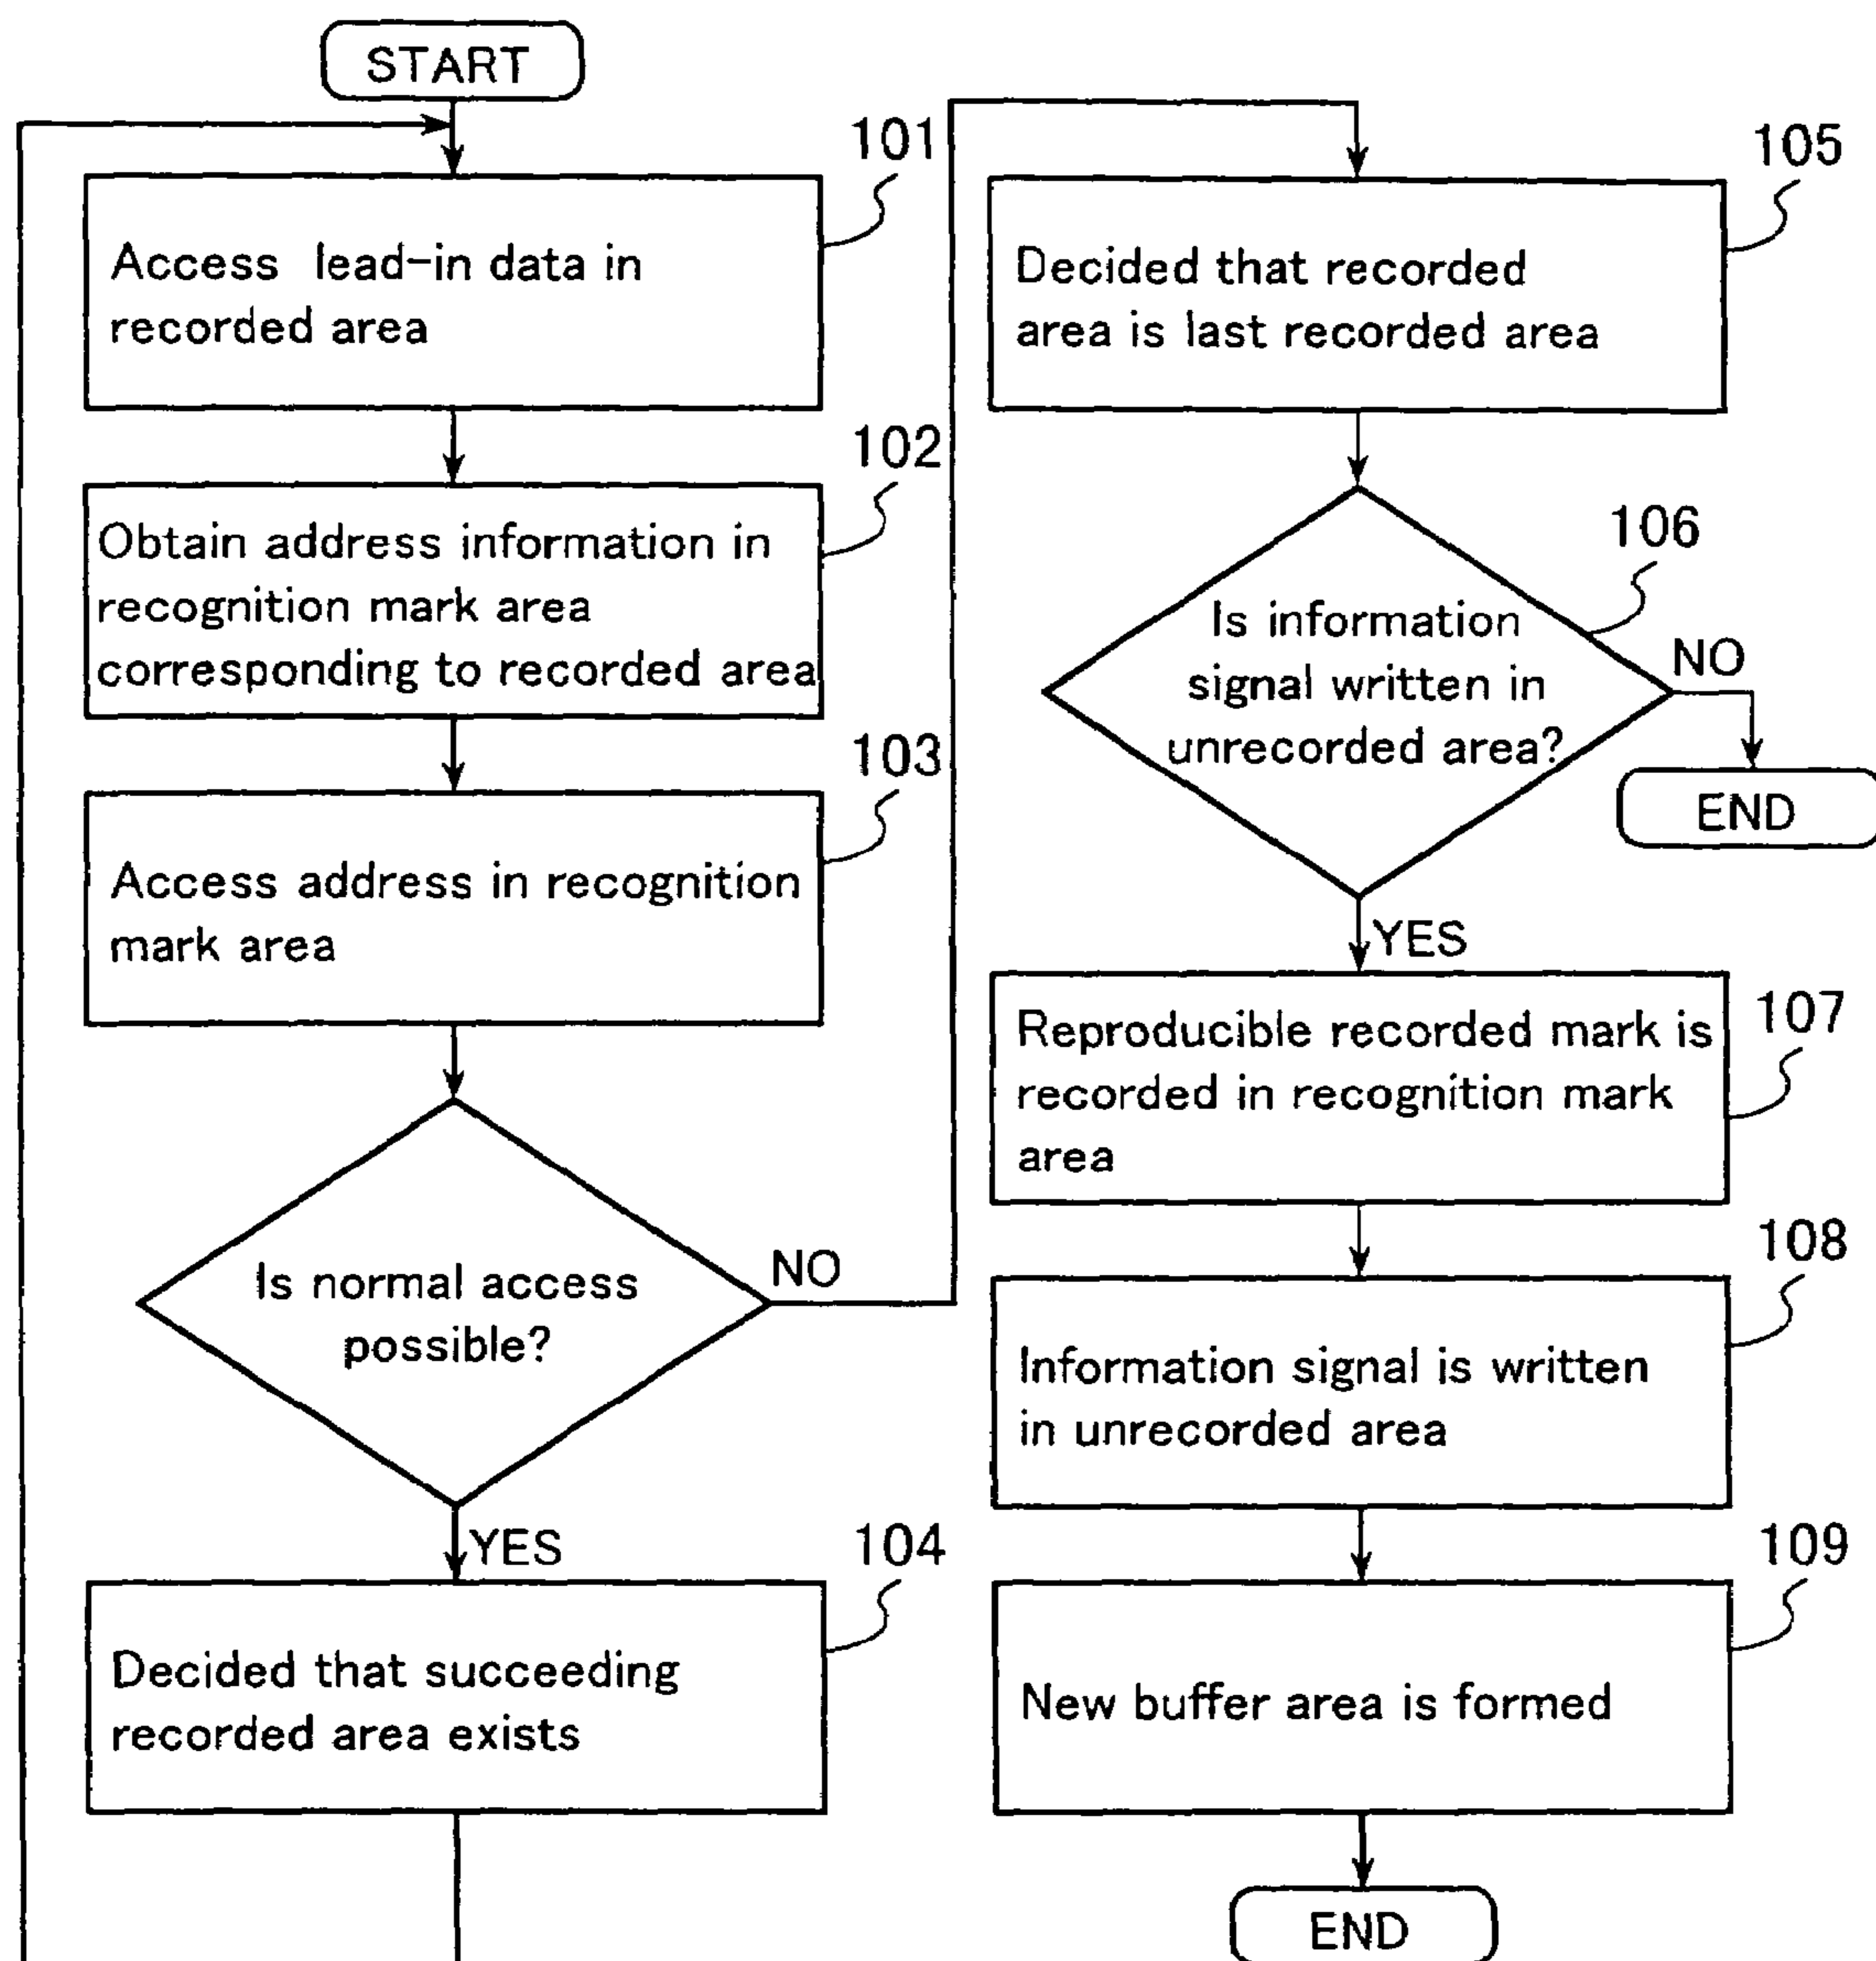 START
101
Access lead-in data in
recorded area
102
Obtain address information in
recognition mark area
corresponding to recorded area
103
Access address in recognition
mark area
Is normal access
possible?
NO
YES
104
Decided that succeeding
recorded area exists
105
Decided that recorded
area is last recorded area
106
Is information
signal written in
unrecorded area?
NO
END
YES
107
Reproducible recorded mark is
recorded in recognition mark
area
108
Information signal is written
in unrecorded area
109
New buffer area is formed
END